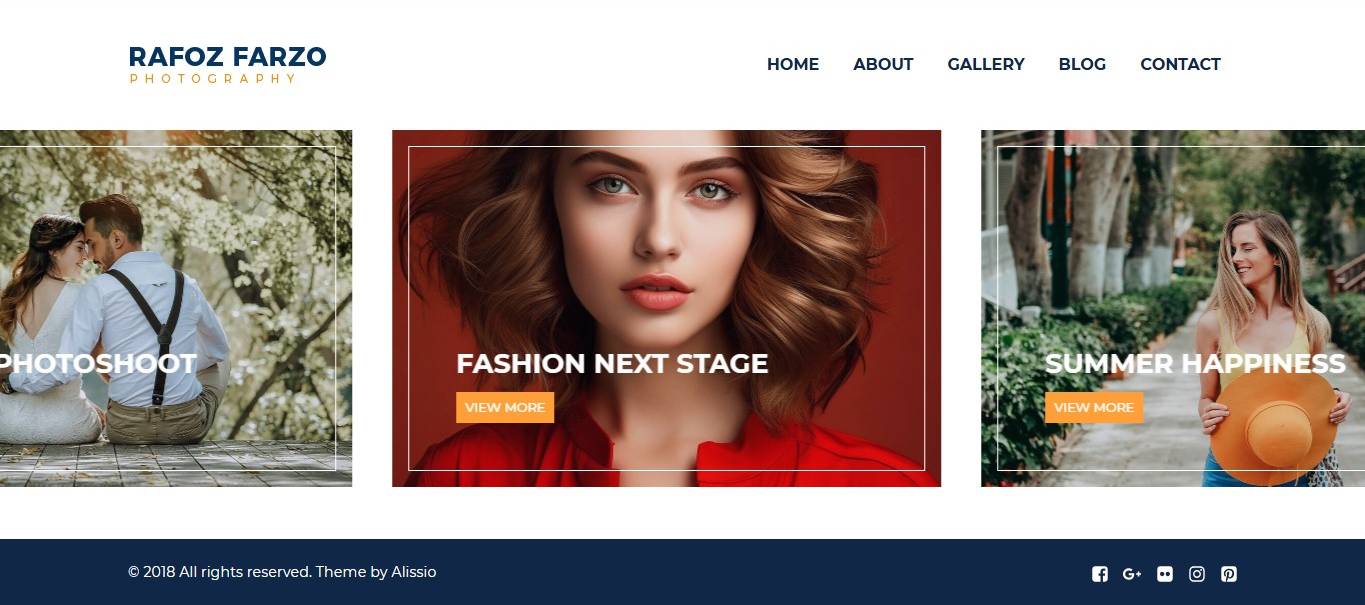 RAFOZ FARZO
PHOTOGRAPHY
HOME ABOUT GALLERY BLOG CONTACT
PHOTOSHOOT
FASHION NEXT STAGE
VIEW MORE
SUMMER HAPPINESS
VIEW MORE
© 2018 All rights reserved. Theme by Alissio
G+